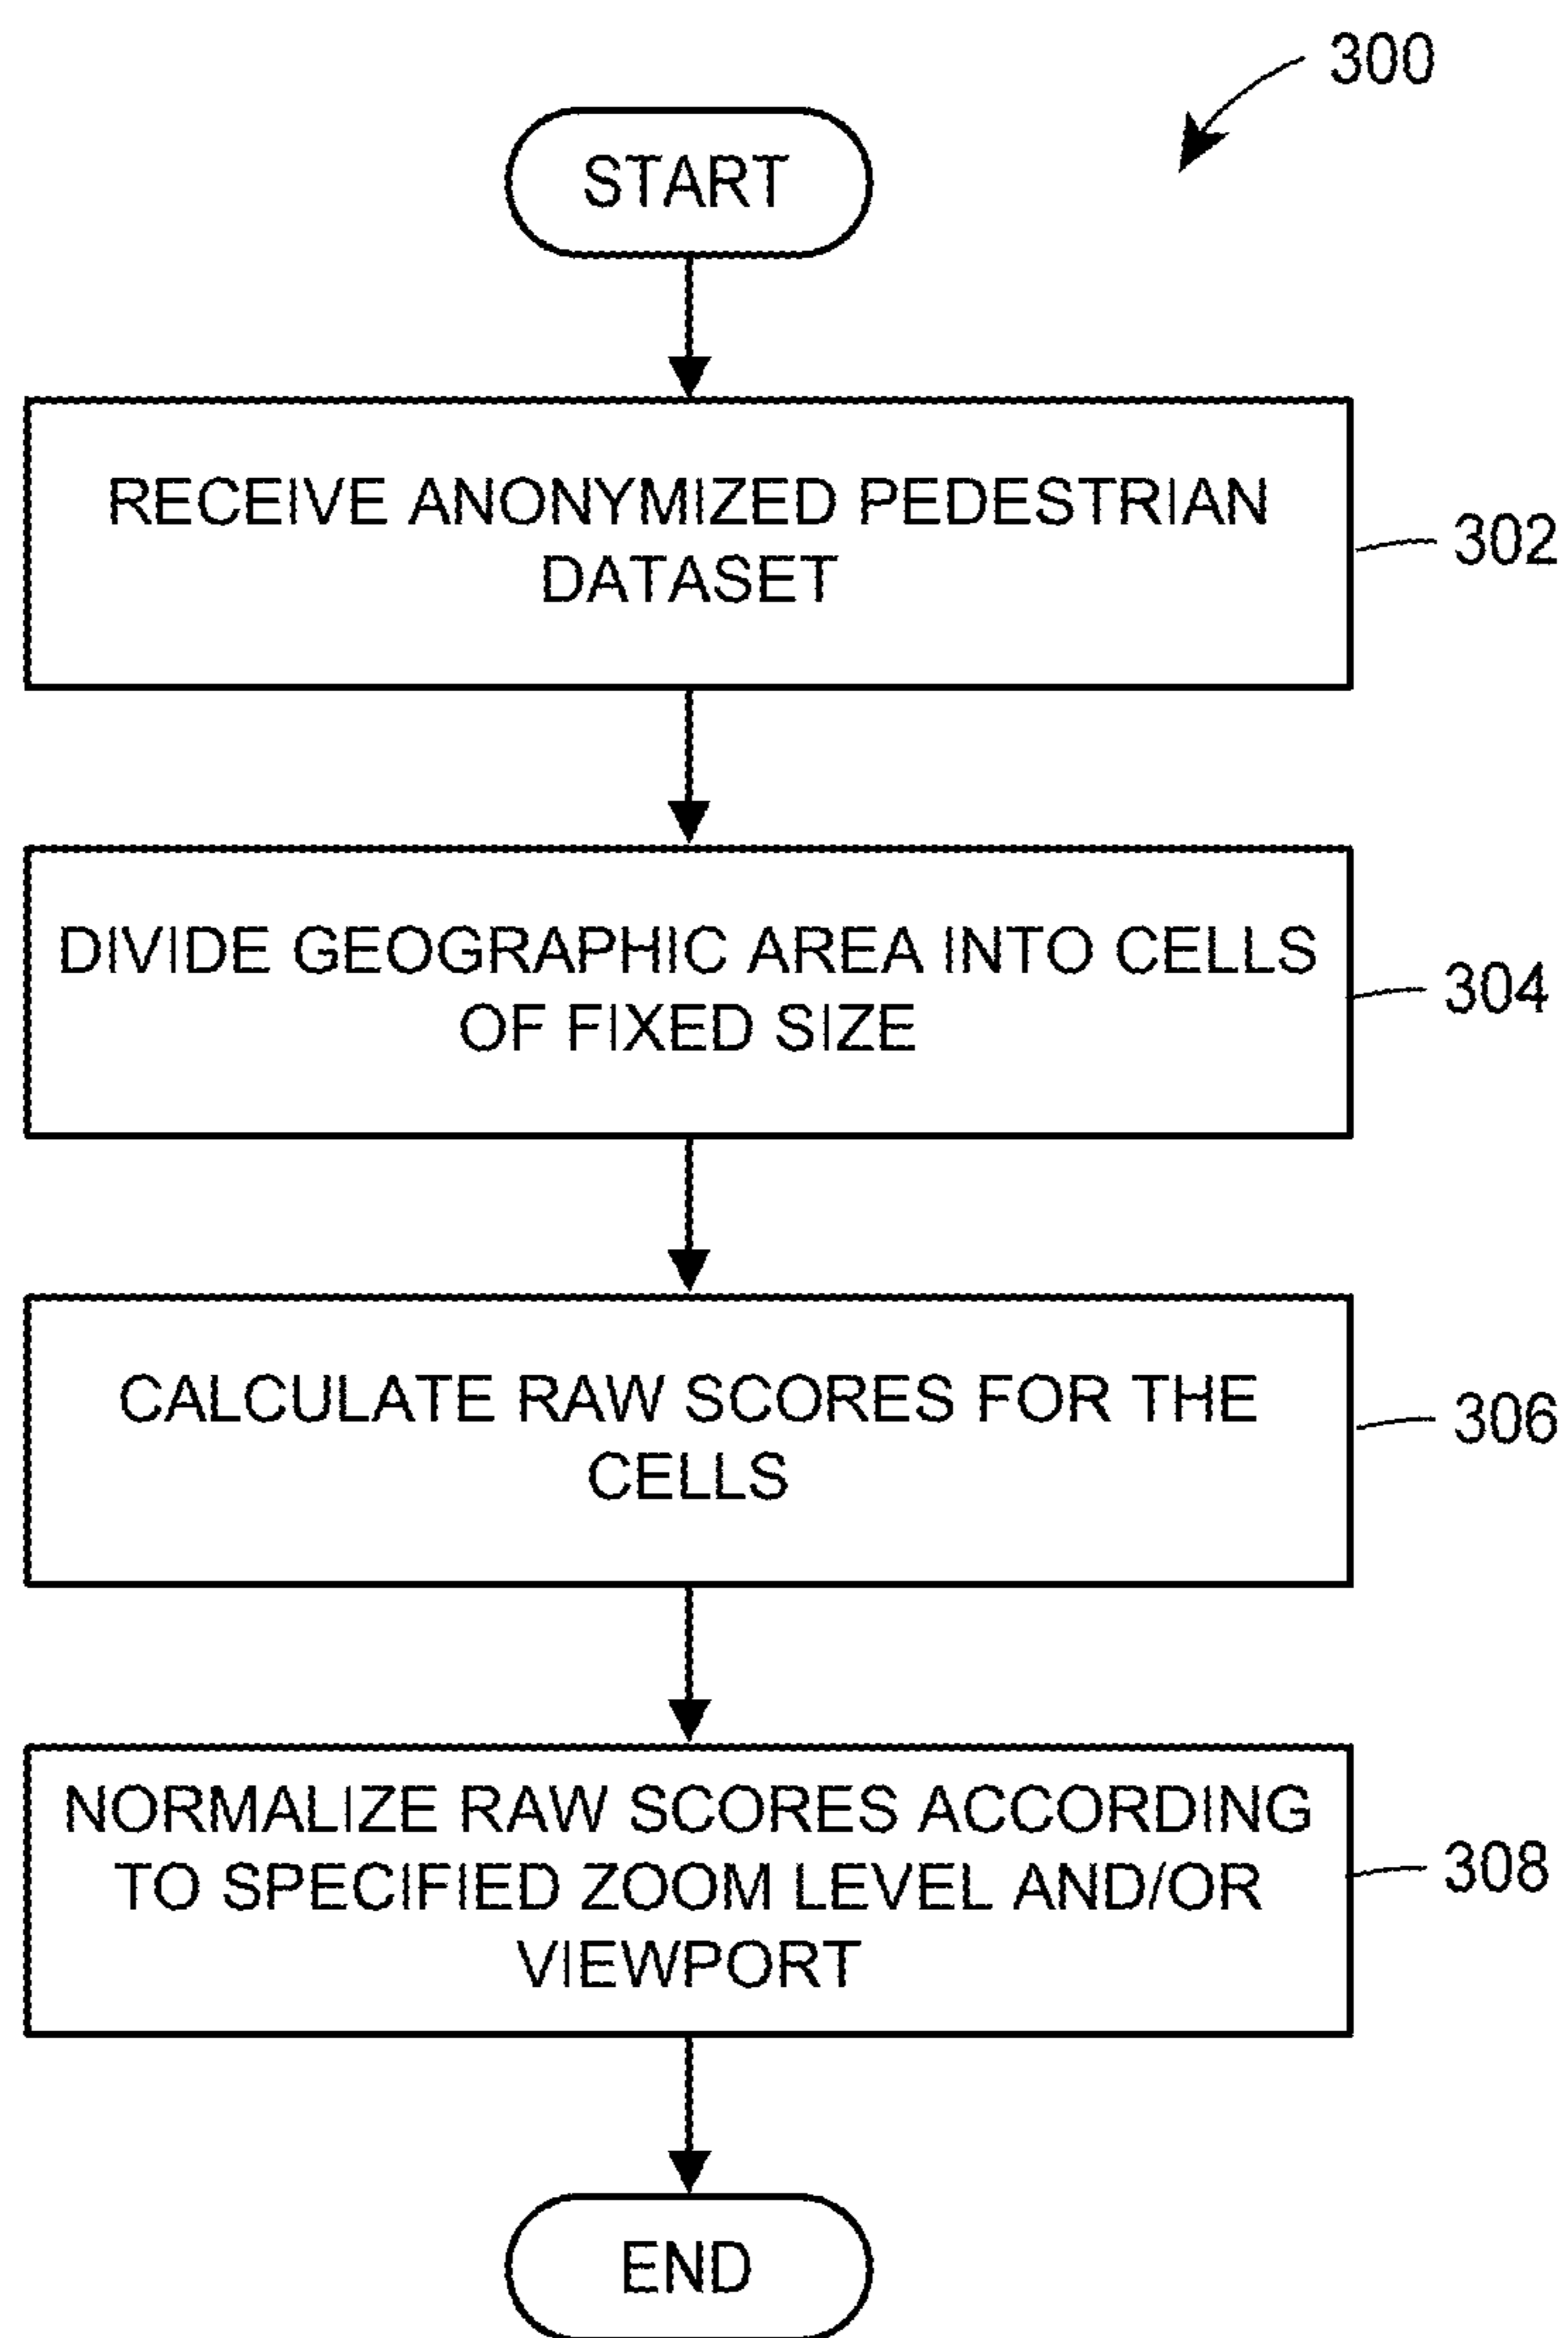 300
START
RECEIVE ANONYMIZED PEDESTRIAN
DATASET
302
DIVIDE GEOGRAPHIC AREA INTO CELLS
OF FIXED SIZE
304
CALCULATE RAW SCORES FOR THE
CELLS
306
NORMALIZE RAW SCORES ACCORDING
TO SPECIFIED ZOOM LEVEL AND/OR
VIEWPORT
308
END